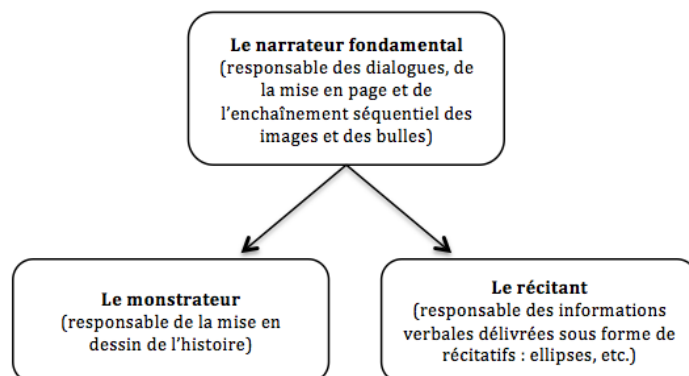 Le narrateur fondamental
(responsable des dialogues, de
la mise en page et de
l’enchaînement séquentiel des
images et des bulles)
Le monstrateur
(responsable de la mise en
dessin de l’histoire)
Le récitant
(responsable des informations
verbales délivrées sous forme de
récitatifs : ellipses, etc.)